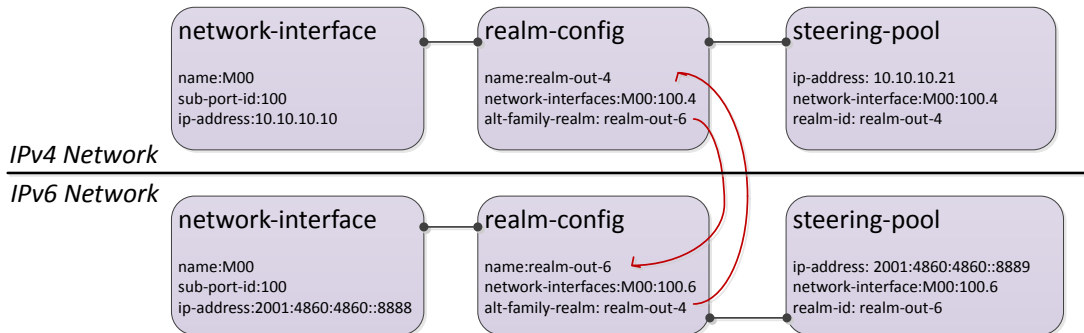 network-interface
name:M00
sub-port-id:100
ip-address:10.10.10.10
realm-config
name:realm-out-4
network-interfaces:M00:100.4
alt-family-realm: realm-out-6
steering-pool
ip-address: 10.10.10.21
network-interface:M00:100.4
realm-id: realm-out-4
IPv4 Network
IPv6 Network
network-interface
name:M00
sub-port-id:100
ip-address:2001:4860:4860::8888
realm-config
name:realm-out-6
network-interfaces:M00:100.6
alt-family-realm: realm-out-4
steering-pool
ip-address: 2001:4860:4860::8889
network-interface:M00:100.6
realm-id: realm-out-6